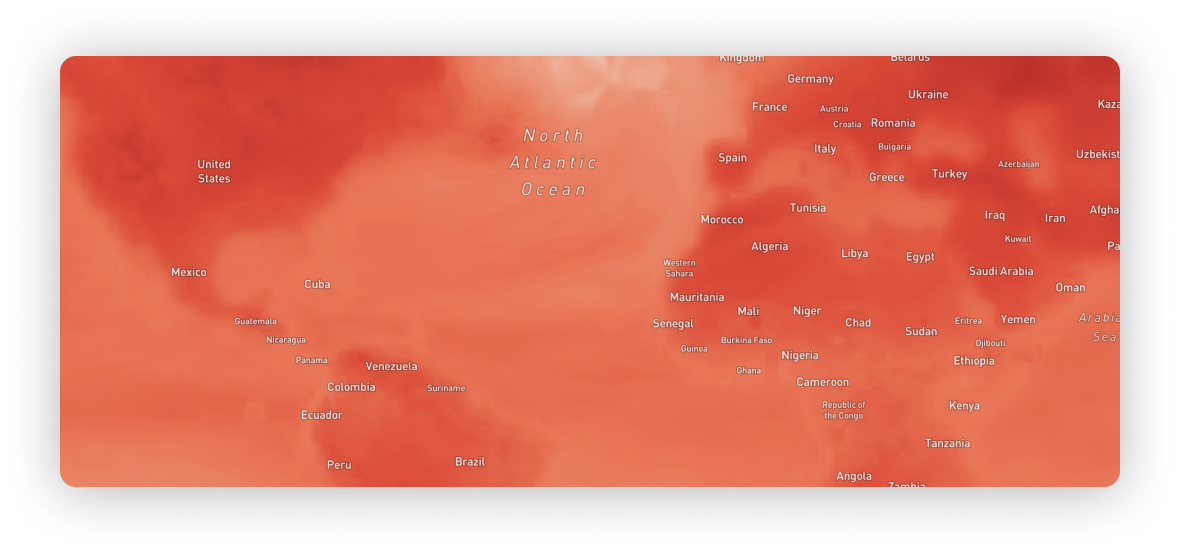 Kingdom
Belarus
Germany
Ukraine
France
Austria
Kaza
Croatia
Romania
North
Atlantic
Ocean
Italy
Bulgaria
Spain
Uzbekist
United
States
Azerbaijan
Greece
Turkey
Tunisia
Afgha
Morocco
Iraq
Iran
Kuwait
Algeria
Libya
Egypt
Pa
Western
Sahara
Mexico
Saudi Arabia
Cuba
Oman
Mauritania
Mali
Niger
Guatemala
Senegal
Chad
Eritrea
Yemen
Arabia
Sea
Sudan
Nicaragua
Guinea
Burkina Faso
Djibouti
Panama
Nigeria
Ethiopia
Venezuela
Ghana
Colombia
Suriname
Cameroon
Ecuador
Republic of
the Congo
Kenya
Tanzania
Peru
Brazil
Angola
Zambia